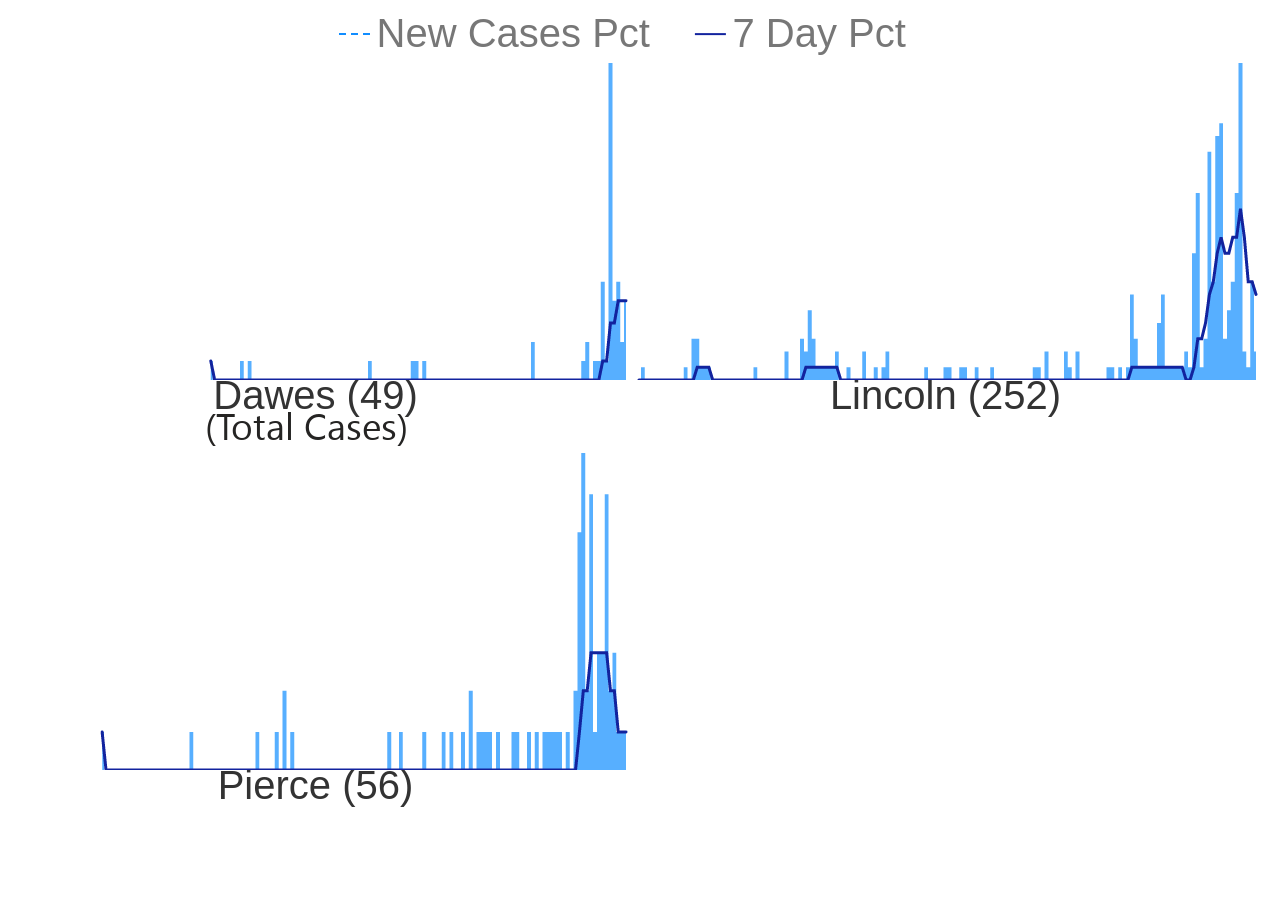 New Cases Pct 7 Day Pct
Dawes (49) Lincoln (252)
(Total Cases)
Pierce (56)